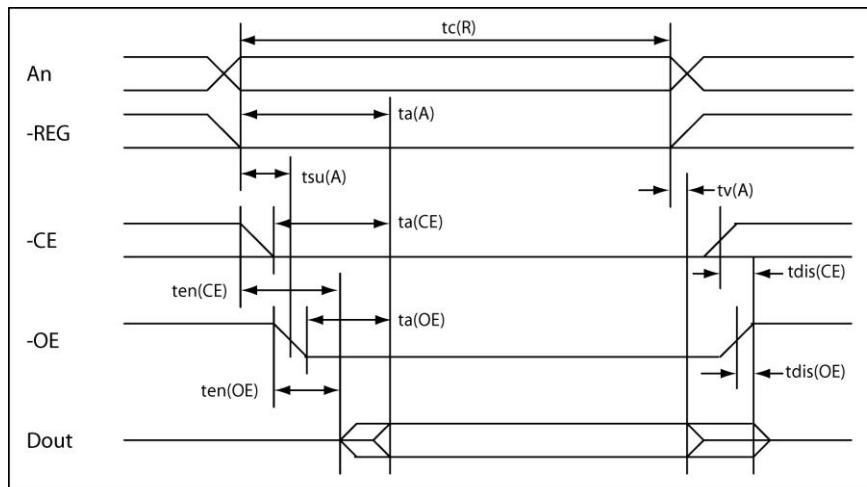 tc(R)
An
ta(A)
-REG
tsu(A)
tv(A)
ta(CE)
-CE
tdis(CE)
ten(CE)
ta(OE)
-OE
tdis(OE)
ten(OE)
Dout